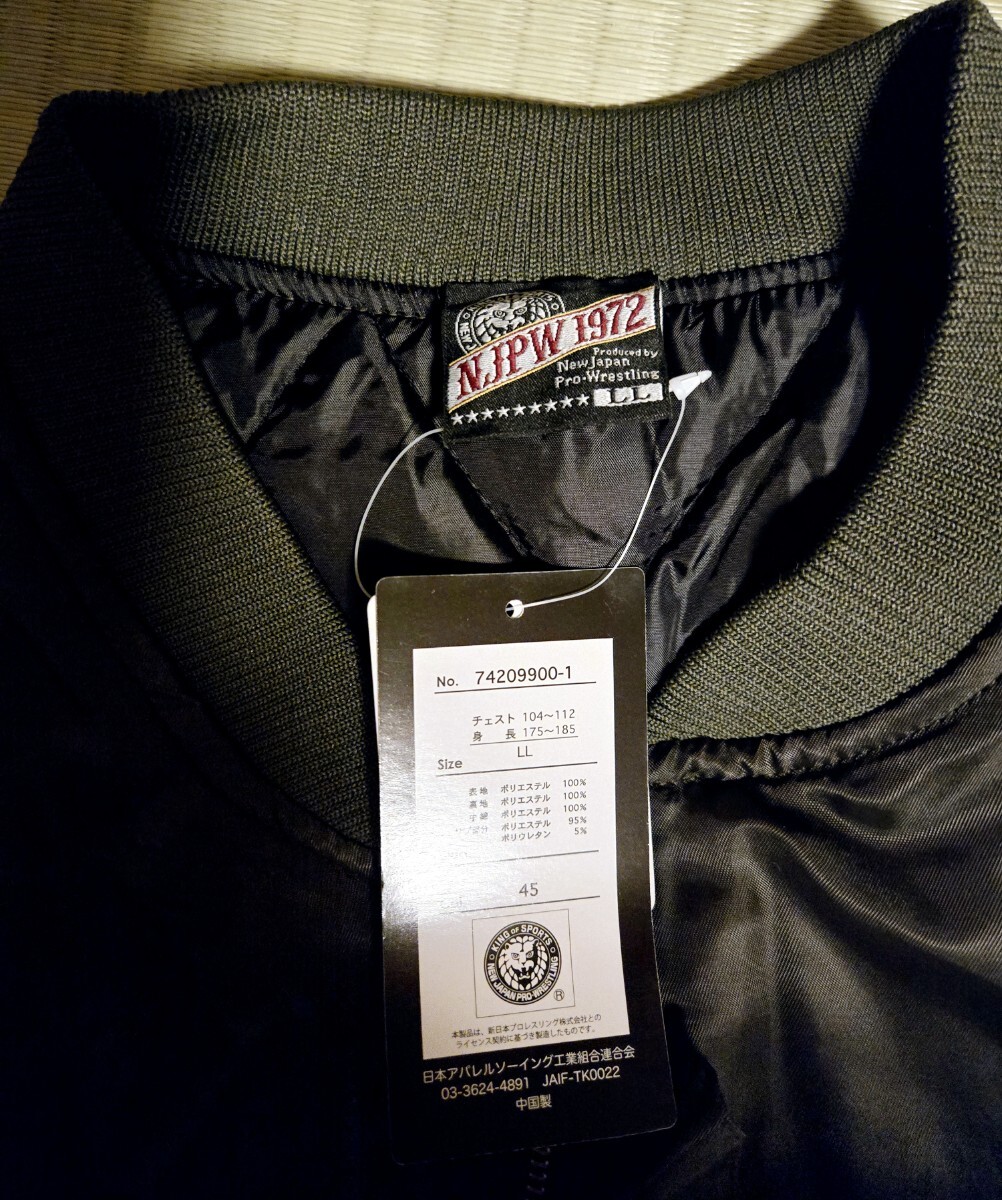 NEW J
NJPW 1972
Produced by
New Japan
Pro-Wrestling
LL
No. 74209900-1
チェスト 104～112
身 長 175～185
Size LL
表地 ポリエステル 100%
裏地 ポリエステル 100%
中綿 ポリエステル 100%
部分 ポリエステル 95%
ポリウレタン 5%
45
KING OF SPORTS
NEW JAPAN PRO-WRESTLING
®
本製品は、新日本プロレスリング株式会社との
ライセンス契約に基づき製造したものです。
日本アパレルソーイング工業組合連合会
03-3624-4891 JAIF-TK0022
中国製